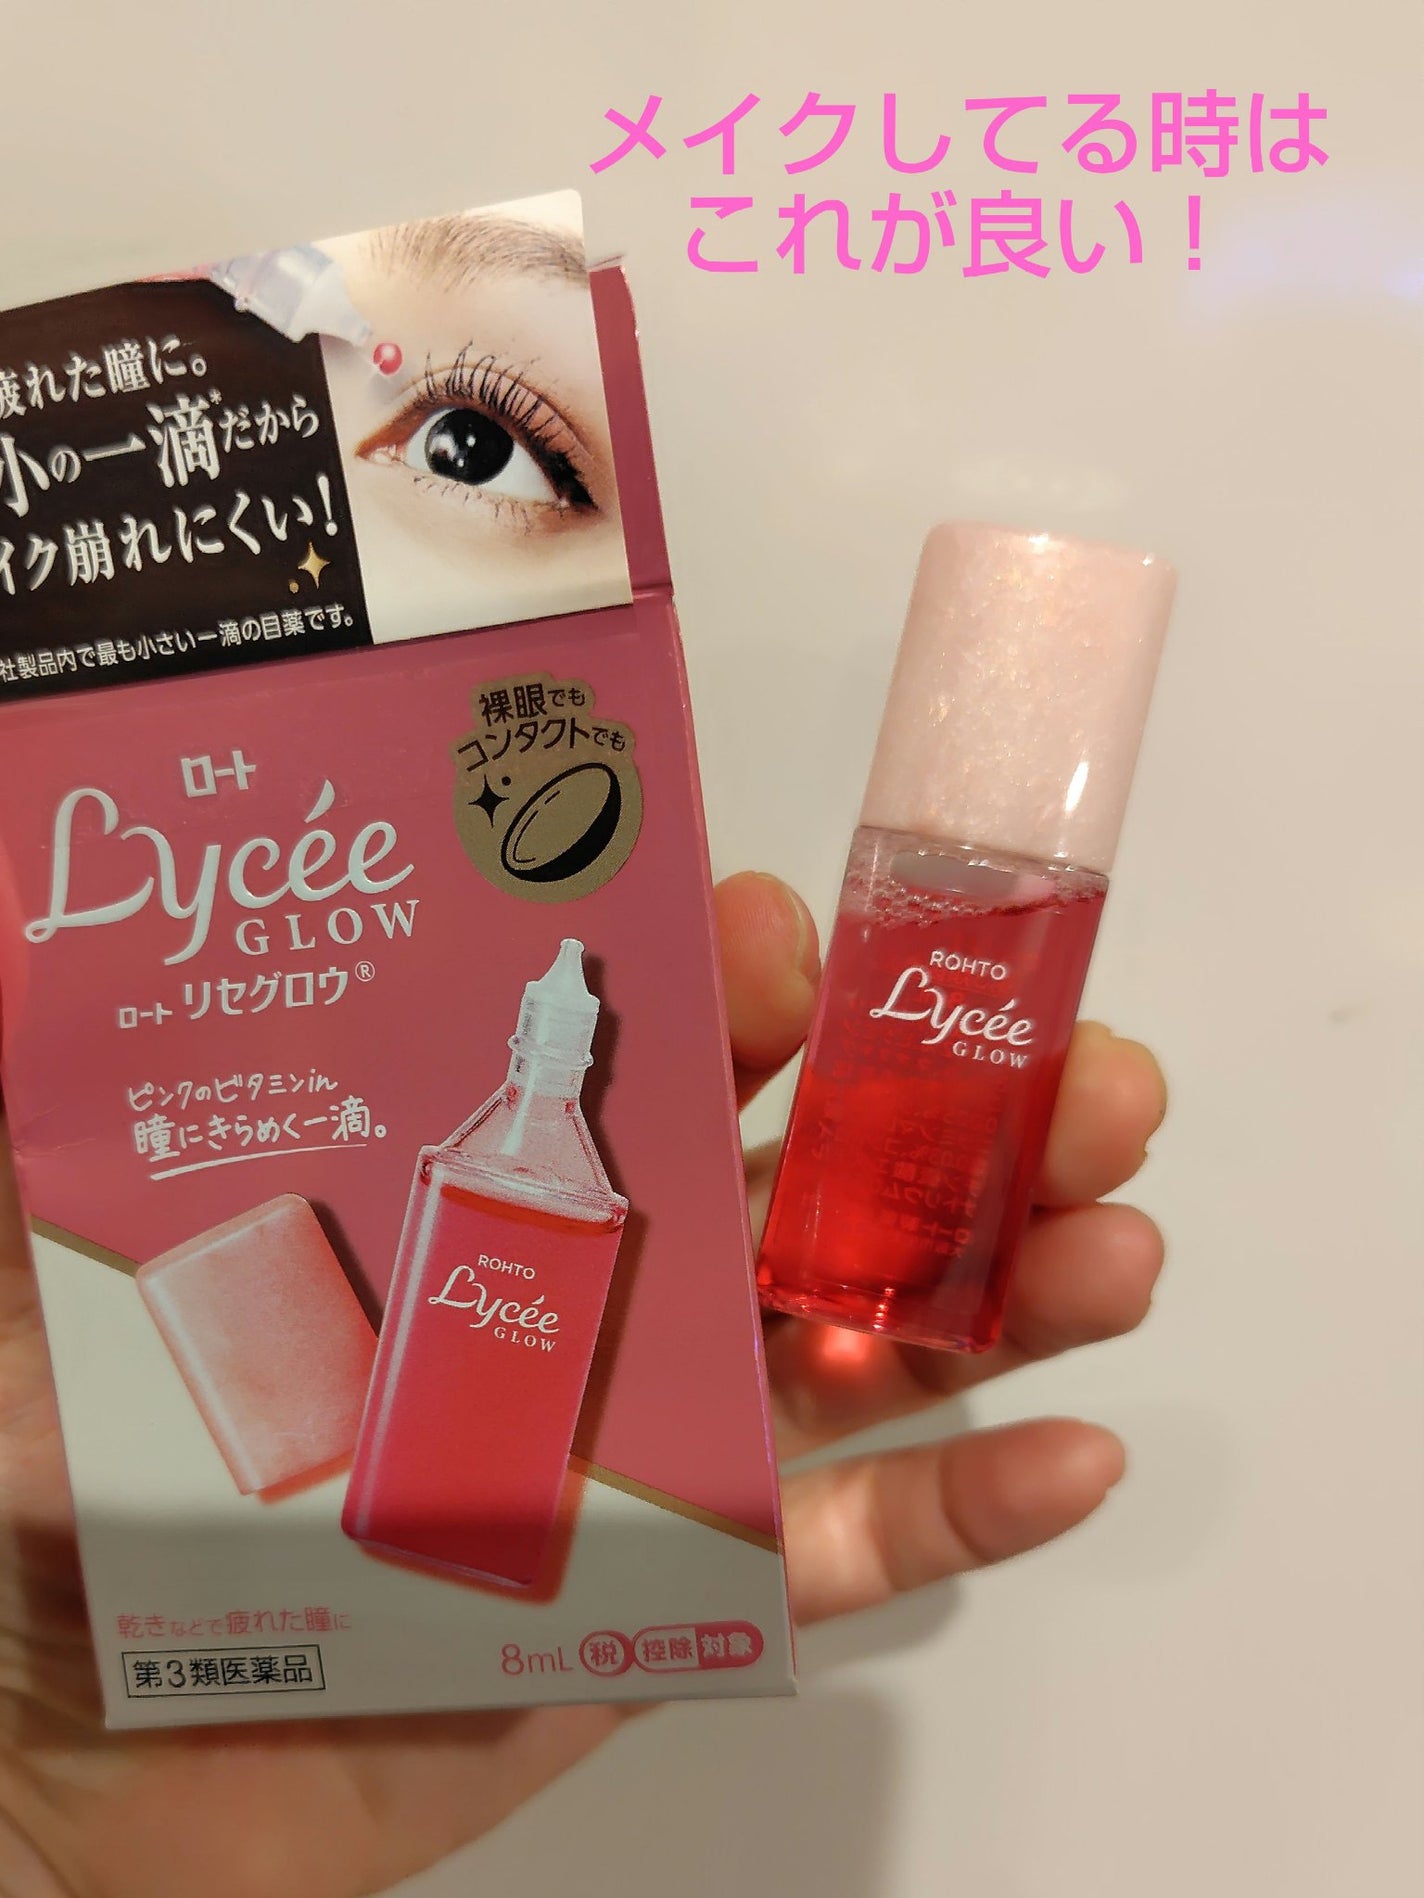 メイクしてる時は
これが良い！
疲れた瞳に。
小の一滴*だから
イク崩れにくい！
社製品内で最も小さい一滴の目薬です。
裸眼でも
コンタクトでも
ロート
Lycée
GLOW
ロート リセグロウ®
ピンクのビタミンin
瞳にきらめく一滴。
ROHTO
Lycée
GLOW
乾きなどで疲れた瞳に
第3類医薬品
8mL 税 控除 対象
ROHTO
Lycée
GLOW